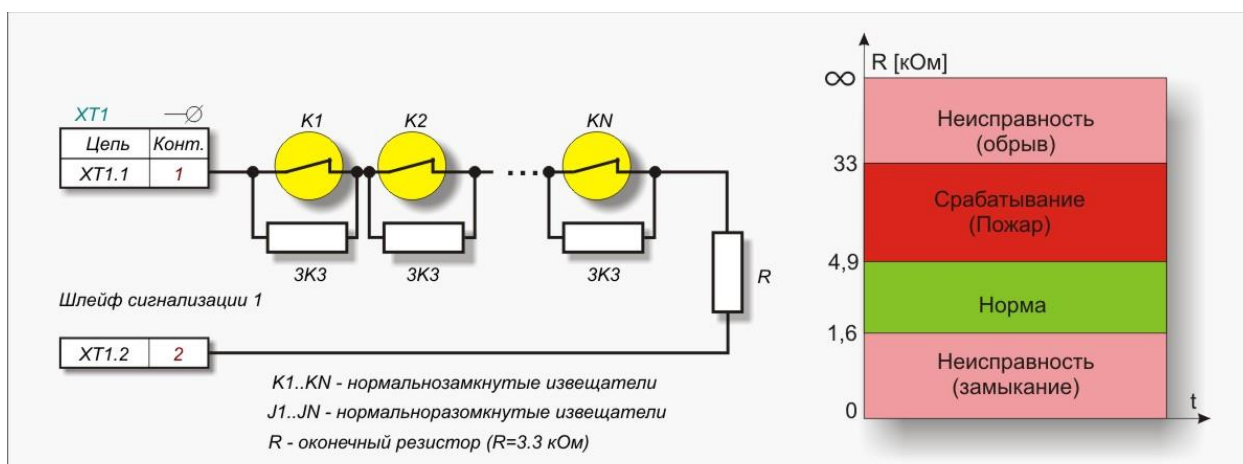 XT1
Цепь Конт.
XT1.1 1
K1 K2 ... KN
3K3 3K3 3K3
R
Шлейф сигнализации 1
XT1.2 2
K1..KN - нормальнозамкнутые извещатели
J1..JN - нормальноразомкнутые извещатели
R - оконечный резистор (R=3.3 кОм)
R [кОм]
∞
Неисправность
(обрыв)
33
Срабатывание
(Пожар)
4,9
Норма
1,6
Неисправность
(замыкание)
0
t